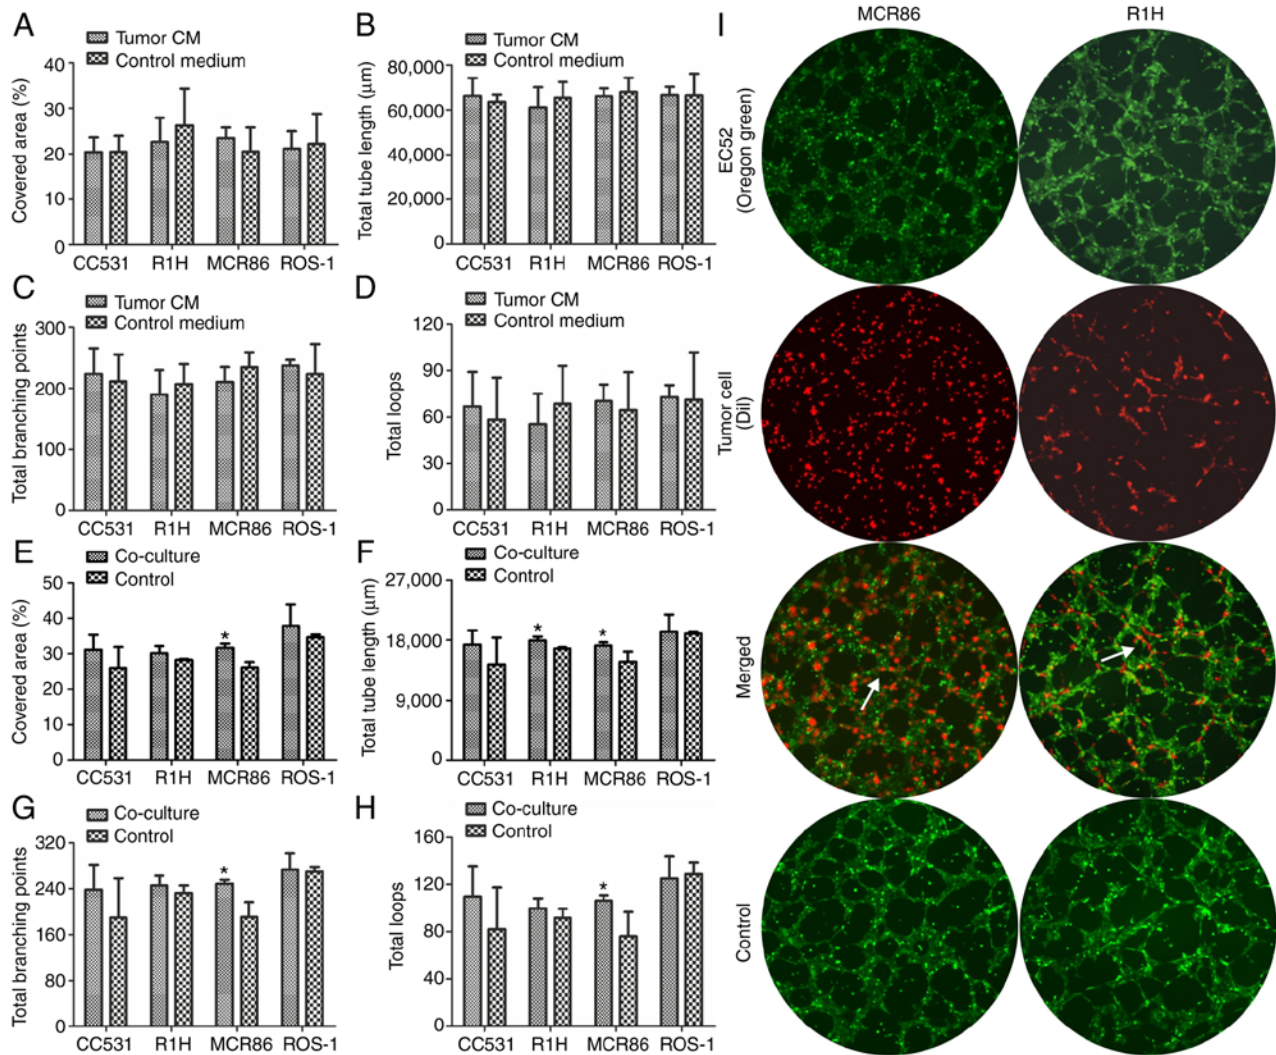 A
Tumor CM
Control medium
Covered area (%)
40
30
20
10
0
CC531 R1H MCR86 ROS-1
B
Tumor CM
Control medium
Total tube length (μm)
80,000
60,000
40,000
20,000
0
CC531 R1H MCR86 ROS-1
C
Tumor CM
Control medium
Total branching points
300
200
100
0
CC531 R1H MCR86 ROS-1
D
Tumor CM
Control medium
Total loops
120
90
60
30
0
CC531 R1H MCR86 ROS-1
E
Co-culture
Control
Covered area (%)
50
40
30
20
10
0
*
CC531 R1H MCR86 ROS-1
F
Co-culture
Control
Total tube length (μm)
27,000
18,000
9,000
0
* *
CC531 R1H MCR86 ROS-1
G
Co-culture
Control
Total branching points
320
240
160
80
0
*
CC531 R1H MCR86 ROS-1
H
Co-culture
Control
Total loops
160
120
80
40
0
*
CC531 R1H MCR86 ROS-1
I
MCR86 R1H
EC52
(Oregon green)
Tumor cell
(DiI)
Merged
Control